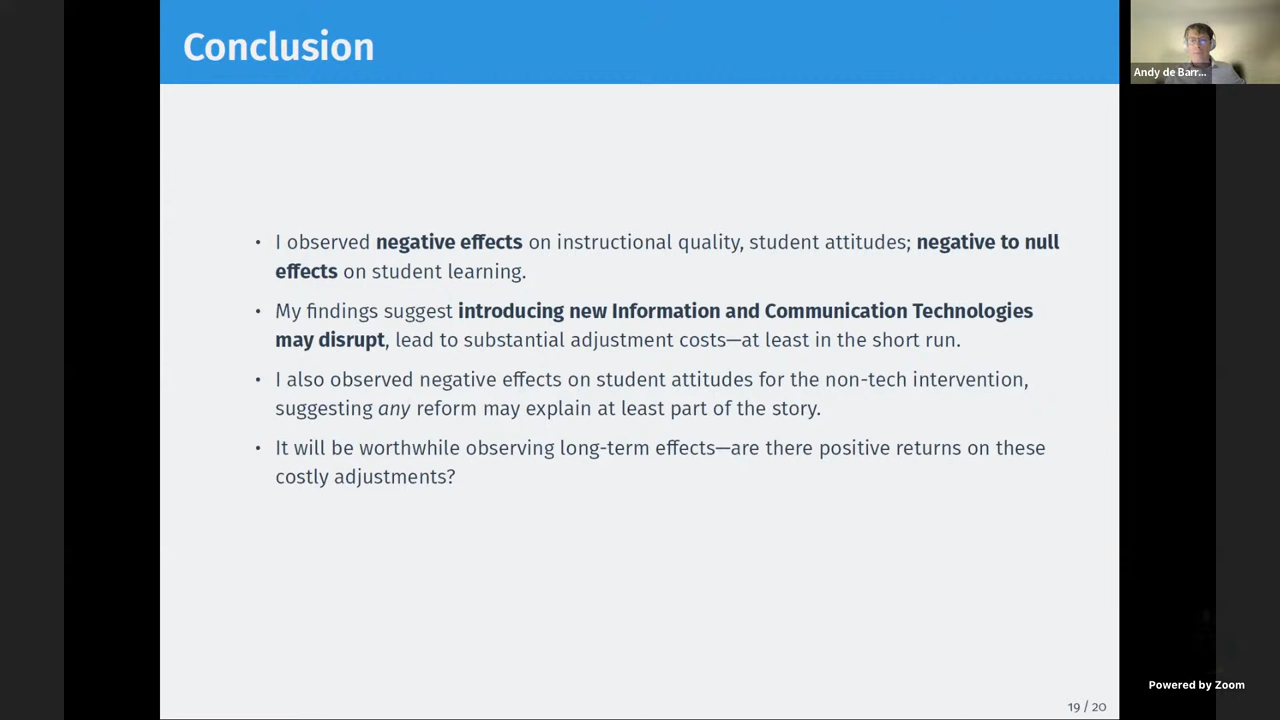 Conclusion
Andy de Barr...
• I observed negative effects on instructional quality, student attitudes; negative to null
effects on student learning.
• My findings suggest introducing new Information and Communication Technologies
may disrupt, lead to substantial adjustment costs—at least in the short run.
• I also observed negative effects on student attitudes for the non-tech intervention,
suggesting any reform may explain at least part of the story.
• It will be worthwhile observing long-term effects—are there positive returns on these
costly adjustments?
Powered by Zoom
19 / 20